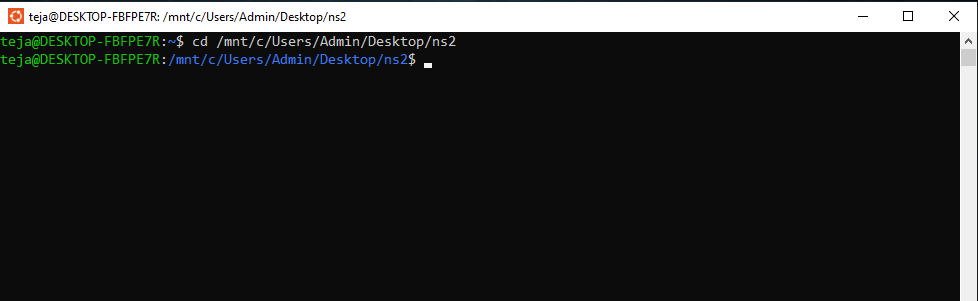 teja@DESKTOP-FBFPE7R: /mnt/c/Users/Admin/Desktop/ns2
teja@DESKTOP-FBFPE7R:~$ cd /mnt/c/Users/Admin/Desktop/ns2
teja@DESKTOP-FBFPE7R:/mnt/c/Users/Admin/Desktop/ns2$